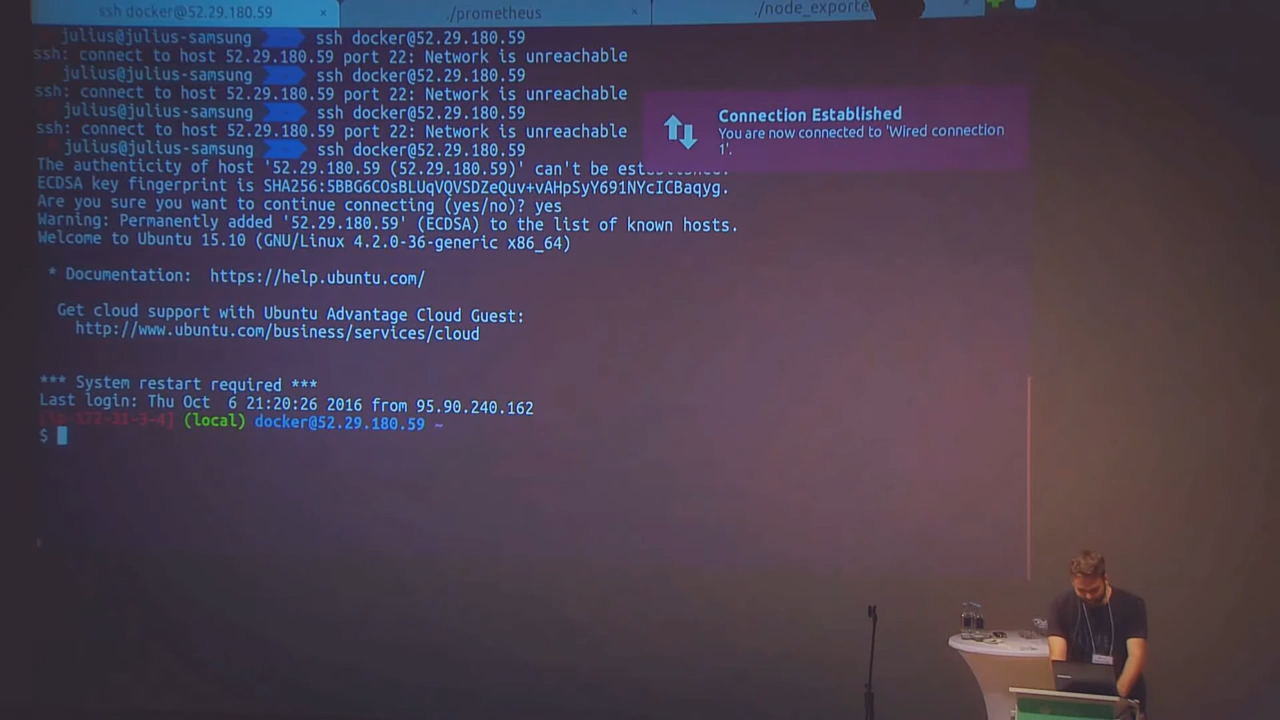 ssh docker@52.29.180.59 × ./prometheus × ./node_exporte ×
julius@julius-samsung ssh docker@52.29.180.59
ssh: connect to host 52.29.180.59 port 22: Network is unreachable
julius@julius-samsung ssh docker@52.29.180.59
ssh: connect to host 52.29.180.59 port 22: Network is unreachable
julius@julius-samsung ssh docker@52.29.180.59
ssh: connect to host 52.29.180.59 port 22: Network is unreachable
julius@julius-samsung ssh docker@52.29.180.59
The authenticity of host '52.29.180.59 (52.29.180.59)' can't be established.
ECDSA key fingerprint is SHA256:5BBG6COsBLUqVQVSDZeQuv+vAHpSyY691NYcICBaqyg.
Are you sure you want to continue connecting (yes/no)? yes
Warning: Permanently added '52.29.180.59' (ECDSA) to the list of known hosts.
Welcome to Ubuntu 15.10 (GNU/Linux 4.2.0-36-generic x86_64)
* Documentation: https://help.ubuntu.com/
Get cloud support with Ubuntu Advantage Cloud Guest:
http://www.ubuntu.com/business/services/cloud
*** System restart required ***
Last login: Thu Oct 6 21:20:26 2016 from 95.90.240.162
[ip-172-31-3-4] (local) docker@52.29.180.59 ~
$
Connection Established
You are now connected to 'Wired connection
1'.